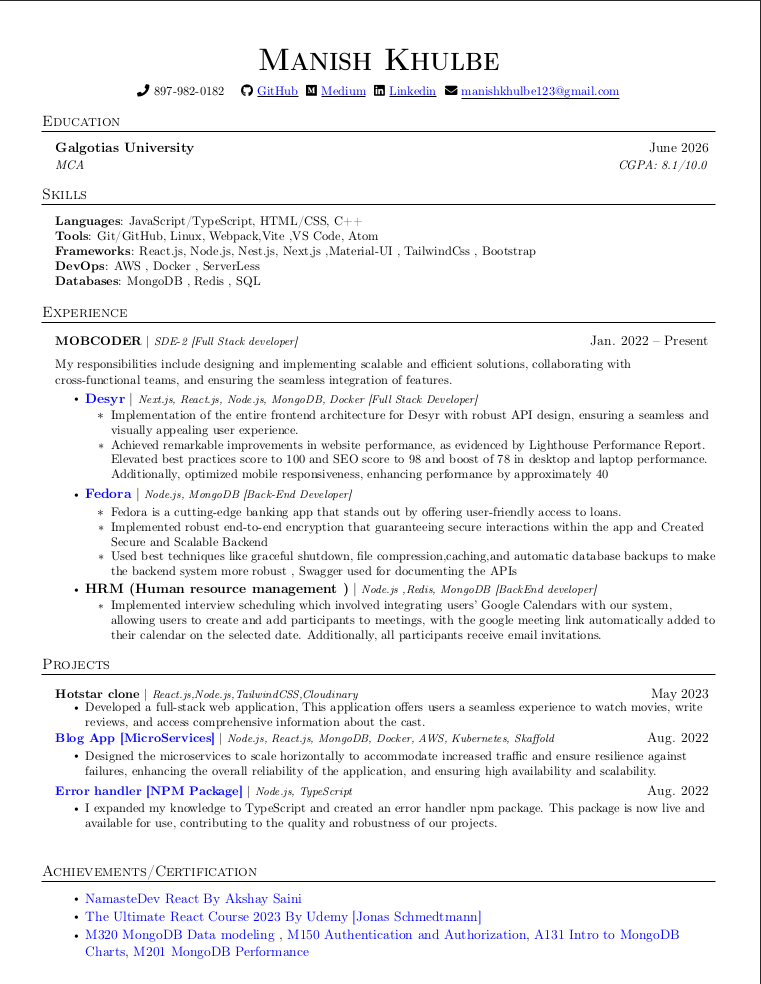 Manish Khulbe
897-982-0182 GitHub Medium Linkedin manishkhulbe123@gmail.com
Education
Galgotias University June 2026
MCA CGPA: 8.1/10.0
Skills
Languages: JavaScript/TypeScript, HTML/CSS, C++
Tools: Git/GitHub, Linux, Webpack,Vite ,VS Code, Atom
Frameworks: React.js, Node.js, Nest.js, Next.js ,Material-UI , TailwindCss , Bootstrap
DevOps: AWS , Docker , ServerLess
Databases: MongoDB , Redis , SQL
Experience
MOBCODER | SDE-2 [Full Stack developer] Jan. 2022 – Present
My responsibilities include designing and implementing scalable and efficient solutions, collaborating with
cross-functional teams, and ensuring the seamless integration of features.
• Desyr | Next.js, React.js, Node.js, MongoDB, Docker [Full Stack Developer]
∗ Implementation of the entire frontend architecture for Desyr with robust API design, ensuring a seamless and
visually appealing user experience.
∗ Achieved remarkable improvements in website performance, as evidenced by Lighthouse Performance Report.
Elevated best practices score to 100 and SEO score to 98 and boost of 78 in desktop and laptop performance.
Additionally, optimized mobile responsiveness, enhancing performance by approximately 40
• Fedora | Node.js, MongoDB [Back-End Developer]
∗ Fedora is a cutting-edge banking app that stands out by offering user-friendly access to loans.
∗ Implemented robust end-to-end encryption that guaranteeing secure interactions within the app and Created
Secure and Scalable Backend
∗ Used best techniques like graceful shutdown, file compression,caching,and automatic database backups to make
the backend system more robust , Swagger used for documenting the APIs
• HRM (Human resource management ) | Node.js ,Redis, MongoDB [BackEnd developer]
∗ Implemented interview scheduling which involved integrating users' Google Calendars with our system,
allowing users to create and add participants to meetings, with the google meeting link automatically added to
their calendar on the selected date. Additionally, all participants receive email invitations.
Projects
Hotstar clone | React.js,Node.js,TailwindCSS,Cloudinary May 2023
• Developed a full-stack web application, This application offers users a seamless experience to watch movies, write
reviews, and access comprehensive information about the cast.
Blog App [MicroServices] | Node.js, React.js, MongoDB, Docker, AWS, Kubernetes, Skaffold Aug. 2022
• Designed the microservices to scale horizontally to accommodate increased traffic and ensure resilience against
failures, enhancing the overall reliability of the application, and ensuring high availability and scalability.
Error handler [NPM Package] | Node.js, TypeScript Aug. 2022
• I expanded my knowledge to TypeScript and created an error handler npm package. This package is now live and
available for use, contributing to the quality and robustness of our projects.
Achievements/Certification
• NamasteDev React By Akshay Saini
• The Ultimate React Course 2023 By Udemy [Jonas Schmedtmann]
• M320 MongoDB Data modeling , M150 Authentication and Authorization, A131 Intro to MongoDB
Charts, M201 MongoDB Performance